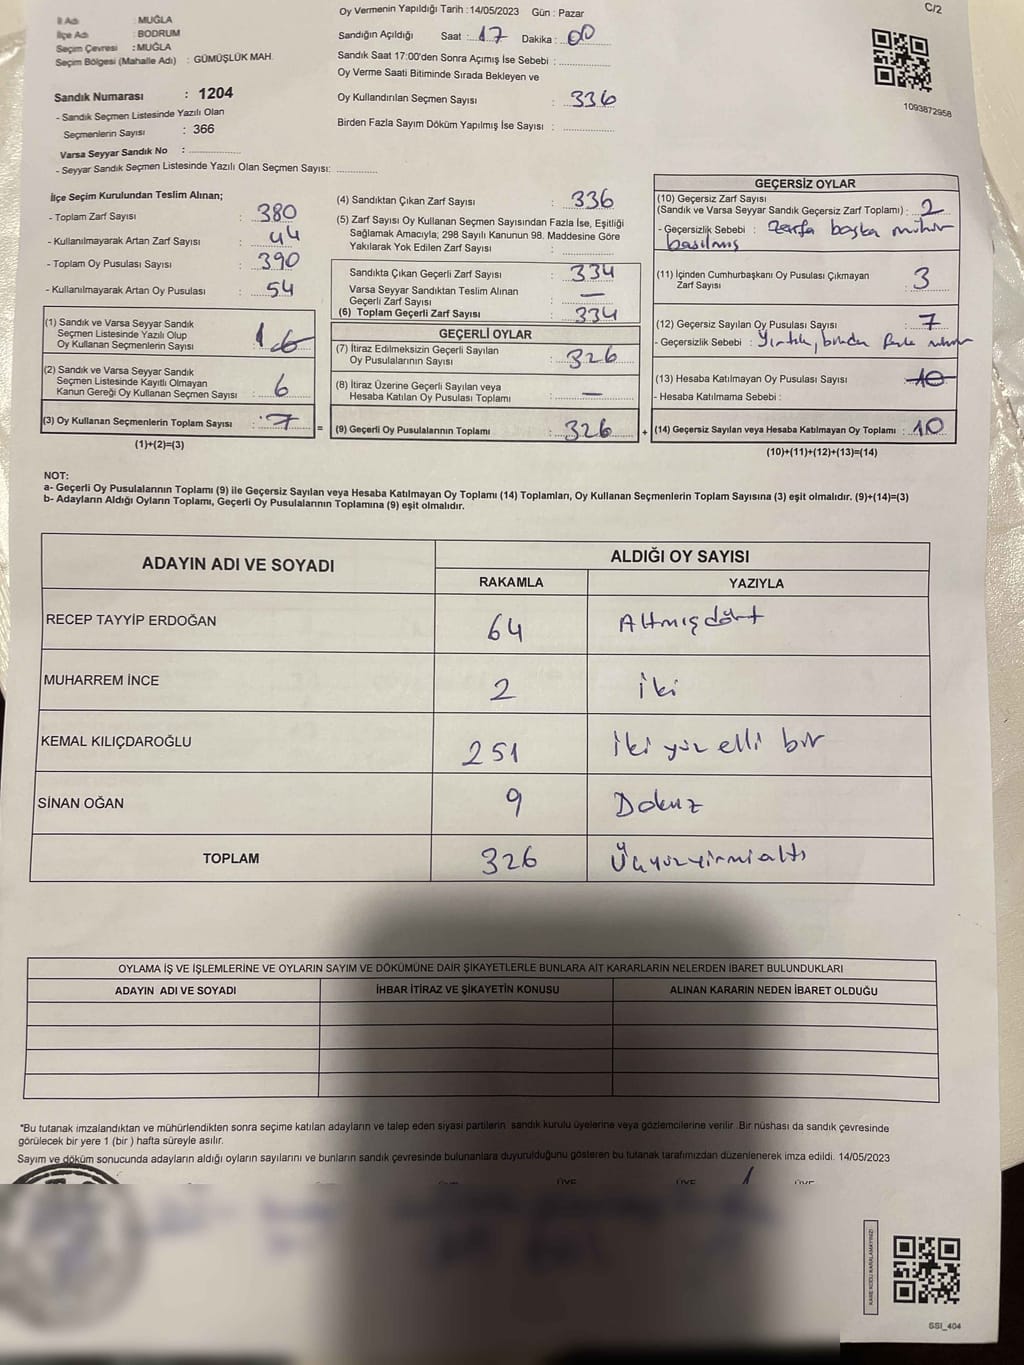 İl Adı : MUĞLA
İlçe Adı : BODRUM
Seçim Çevresi : MUĞLA
Seçim Bölgesi (Mahalle Adı) : GÜMÜŞLÜK MAH.
Sandık Numarası : 1204
- Sandık Seçmen Listesinde Yazılı Olan
Seçmenlerin Sayısı : 366
Varsa Seyyar Sandık No : ...............
- Seyyar Sandık Seçmen Listesinde Yazılı Olan Seçmen Sayısı: ............
Oy Vermenin Yapıldığı Tarih : 14/05/2023 Gün : Pazar
Sandığın Açıldığı Saat : 17 Dakika : 00
Sandık Saat 17:00'den Sonra Açımış İse Sebebi : ...............
Oy Verme Saati Bitiminde Sırada Bekleyen ve
Oy Kullandırılan Seçmen Sayısı : 336
Birden Fazla Sayım Döküm Yapılmış İse Sayısı : ...............
C/2
1093872958
İlçe Seçim Kurulundan Teslim Alınan;
- Toplam Zarf Sayısı : 380
- Kullanılmayarak Artan Zarf Sayısı : 44
- Toplam Oy Pusulası Sayısı : 390
- Kullanılmayarak Artan Oy Pusulası : 54
(1) Sandık ve Varsa Seyyar Sandık
Seçmen Listesinde Yazılı Olup
Oy Kullanan Seçmenlerin Sayısı : 16
(2) Sandık ve Varsa Seyyar Sandık
Seçmen Listesinde Kayıtlı Olmayan
Kanun Gereği Oy Kullanan Seçmen Sayısı : 6
(3) Oy Kullanan Seçmenlerin Toplam Sayısı : 7
(1)+(2)=(3)
(4) Sandıktan Çıkan Zarf Sayısı : 336
(5) Zarf Sayısı Oy Kullanan Seçmen Sayısından Fazla İse, Eşitliği
Sağlamak Amacıyla; 298 Sayılı Kanunun 98. Maddesine Göre
Yakılarak Yok Edilen Zarf Sayısı : ...............
Sandıkta Çıkan Geçerli Zarf Sayısı : 334
Varsa Seyyar Sandıktan Teslim Alınan
Geçerli Zarf Sayısı : —
(6) Toplam Geçerli Zarf Sayısı : 334
GEÇERLİ OYLAR
(7) İtiraz Edilmeksizin Geçerli Sayılan
Oy Pusulalarının Sayısı : 326
(8) İtiraz Üzerine Geçerli Sayılan veya
Hesaba Katılan Oy Pusulası Toplamı : —
= (9) Geçerli Oy Pusulalarının Toplamı : 326 +
GEÇERSİZ OYLAR
(10) Geçersiz Zarf Sayısı
(Sandık ve Varsa Seyyar Sandık Geçersiz Zarf Toplamı) : 2
- Geçersizlik Sebebi : zarfa başka mühür
basılmış
(11) İçinden Cumhurbaşkanı Oy Pusulası Çıkmayan
Zarf Sayısı : 3
(12) Geçersiz Sayılan Oy Pusulası Sayısı : 7
- Geçersizlik Sebebi : Yırtık, birden fazla mühür
(13) Hesaba Katılmayan Oy Pusulası Sayısı : 10
- Hesaba Katılmama Sebebi :
(14) Geçersiz Sayılan veya Hesaba Katılmayan Oy Toplamı : 10
(10)+(11)+(12)+(13)=(14)
NOT:
a- Geçerli Oy Pusulalarının Toplamı (9) ile Geçersiz Sayılan veya Hesaba Katılmayan Oy Toplamı (14) Toplamları, Oy Kullanan Seçmenlerin Toplam Sayısına (3) eşit olmalıdır. (9)+(14)=(3)
b- Adayların Aldığı Oyların Toplamı, Geçerli Oy Pusulalarının Toplamına (9) eşit olmalıdır.
ADAYIN ADI VE SOYADI ALDIĞI OY SAYISI
RAKAMLA YAZIYLA
RECEP TAYYİP ERDOĞAN 64 Altmışdört
MUHARREM İNCE 2 iki
KEMAL KILIÇDAROĞLU 251 iki yüz elli bir
SİNAN OĞAN 9 Dokuz
TOPLAM 326 Üçyüzyirmialtı
OYLAMA İŞ VE İŞLEMLERİNE VE OYLARIN SAYIM VE DÖKÜMÜNE DAİR ŞİKAYETLERLE BUNLARA AİT KARARLARIN NELERDEN İBARET BULUNDUKLARI
ADAYIN ADI VE SOYADI İHBAR İTİRAZ VE ŞİKAYETİN KONUSU ALINAN KARARIN NEDEN İBARET OLDUĞU
*Bu tutanak imzalandıktan ve mühürlendikten sonra seçime katılan adayların ve talep eden siyasi partilerin sandık kurulu üyelerine veya gözlemcilerine verilir .Bir nüshası da sandık çevresinde
görülecek bir yere 1 (bir ) hafta süreyle asılır.
Sayım ve döküm sonucunda adayların aldığı oyların sayılarını ve bunların sandık çevresinde bulunanlara duyurulduğunu gösteren bu tutanak tarafımızdan düzenlenerek imza edildi. 14/05/2023
ÜYE ÜYE ÜYE
KARE KODU KARALAMAYINIZ!
SSI_404